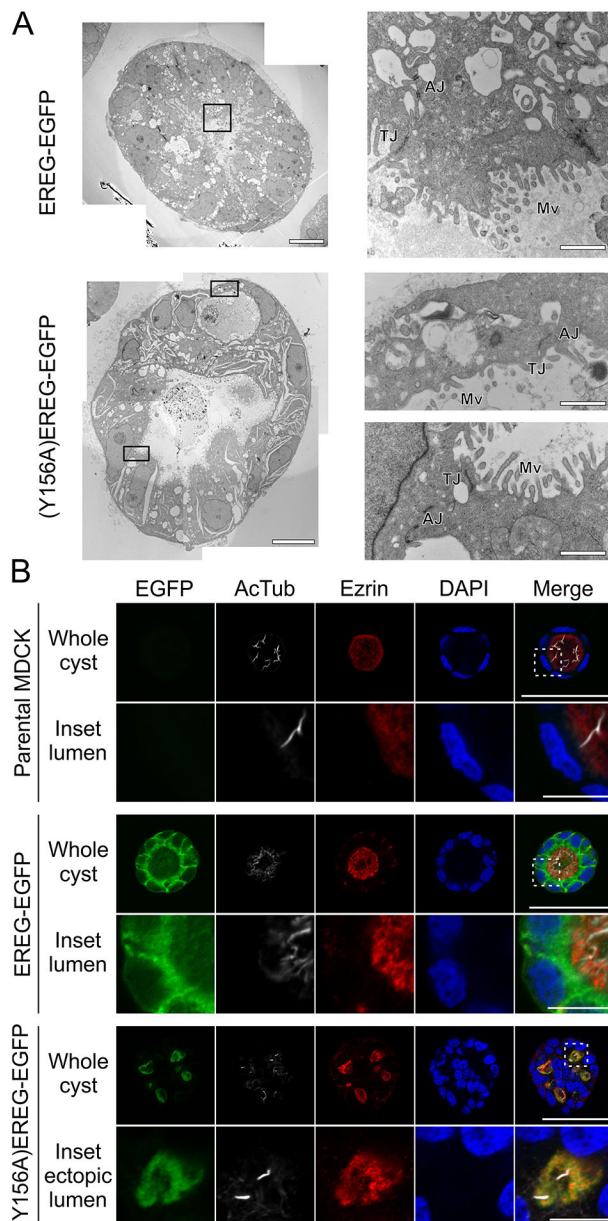 A
EREG-EGFP
AJ
TJ
Mv
(Y156A)EREG-EGFP
AJ
TJ
Mv
Mv
TJ
AJ
B
EGFP AcTub Ezrin DAPI Merge
Parental MDCK
Whole
cyst
Inset
lumen
EREG-EGFP
Whole
cyst
Inset
lumen
Y156A)EREG-EGFP
Whole
cyst
Inset
ectopic
lumen